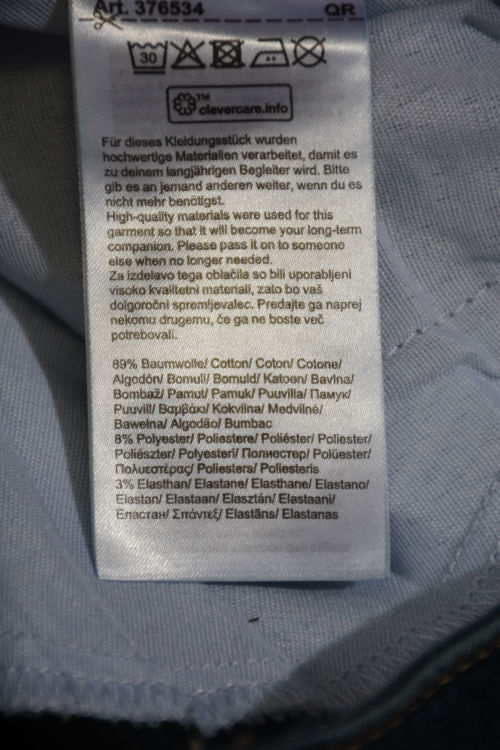 Art. 376534 QR
30
TM
clevercare.info
Für dieses Kleidungsstück wurden
hochwertige Materialien verarbeitet, damit es
zu deinem langjährigen Begleiter wird. Bitte
gib es an jemand anderen weiter, wenn du es
nicht mehr benötigst.
High-quality materials were used for this
garment so that it will become your long-term
companion. Please pass it on to someone
else when no longer needed.
Za izdelavo tega oblačila so bili uporabljeni
visoko kvalitetni materiali, zato bo vaš
dolgoročni spremljevalec. Predajte ga naprej
nekomu drugemu, če ga ne boste več
potrebovali.
89% Baumwolle/ Cotton/ Coton/ Cotone/
Algodón/ Bomull/ Bomuld/ Katoen/ Bavlna/
Bombaž/ Pamut/ Pamuk/ Puuvilla/ Памук/
Puuvill/ Βαμβάκι/ Kokvilna/ Medvilnė/
Bawełna/ Algodão/ Bumbac
8% Polyester/ Poliestere/ Poliéster/ Poliester/
Poliészter/ Polyesteri/ Полиестер/ Polüester/
Πολυεστέρας/ Poliesters/ Poliesteris
3% Elasthan/ Elastane/ Elasthane/ Elastano/
Elastan/ Elastaan/ Elasztán/ Elastaani/
Еластан/ Σπάντεξ/ Elastāns/ Elastanas